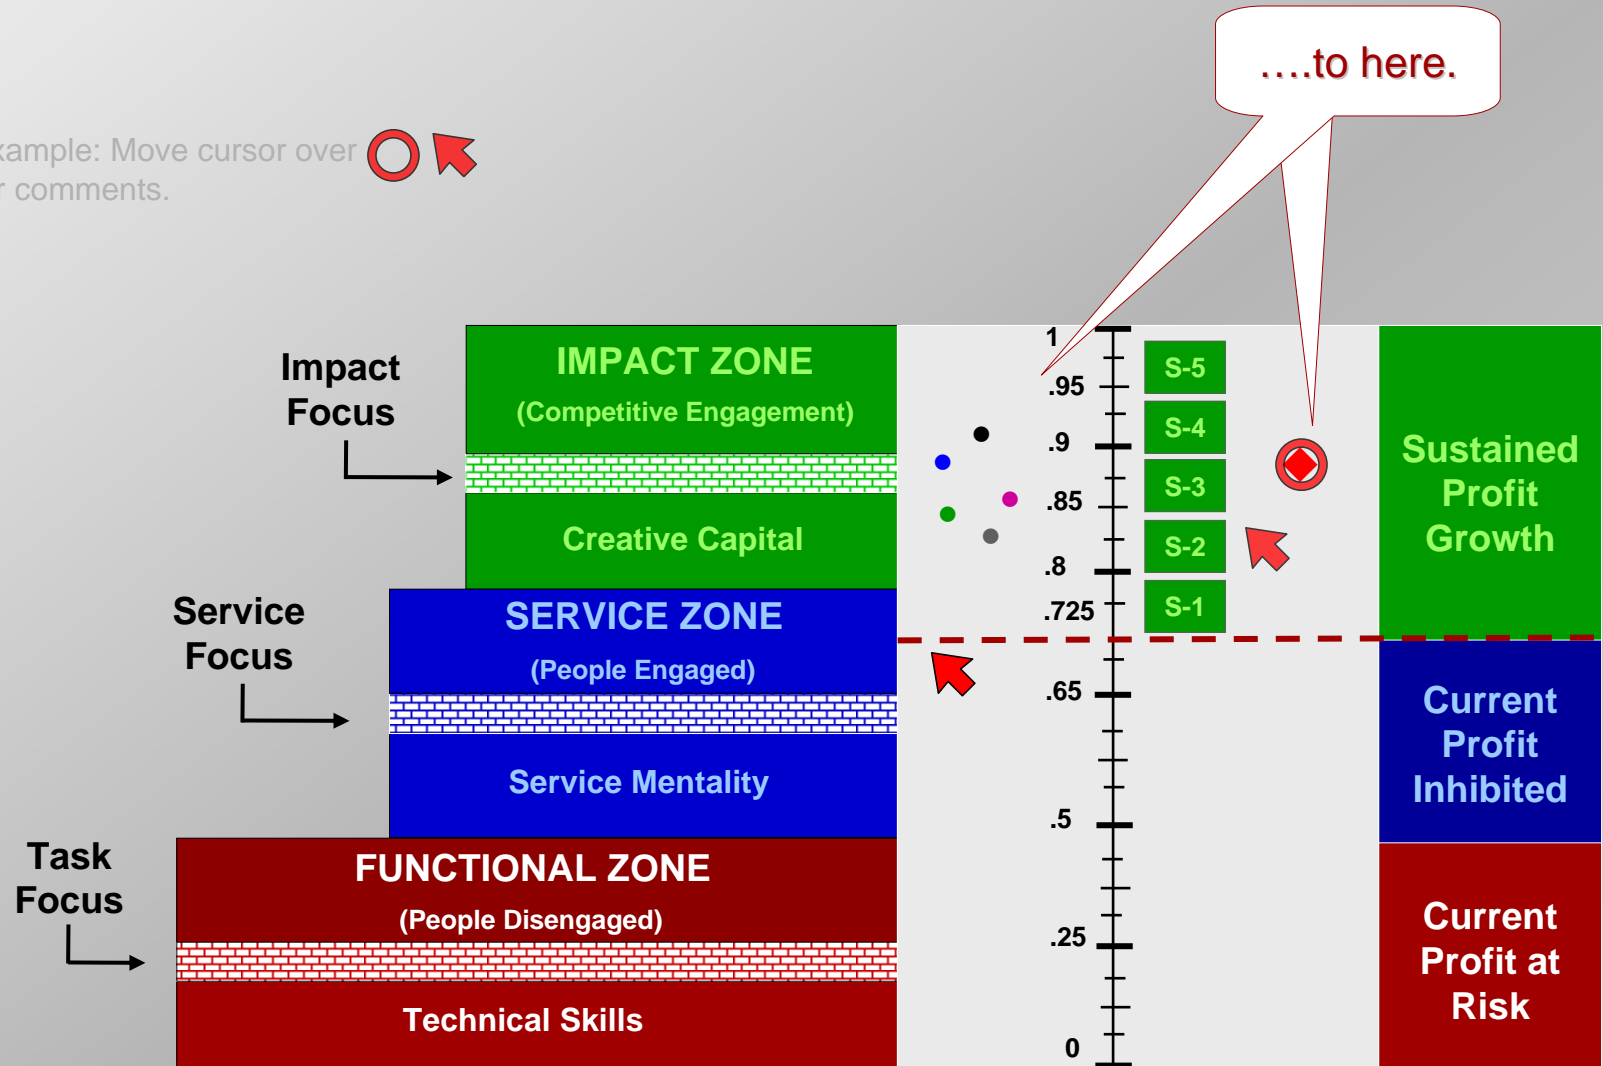 ….to here.
xample: Move cursor over
r comments.
Impact
Focus
IMPACT ZONE
(Competitive Engagement)
Creative Capital
Service
Focus
SERVICE ZONE
(People Engaged)
Service Mentality
Task
Focus
FUNCTIONAL ZONE
(People Disengaged)
Technical Skills
1
.95
.9
.85
.8
.725
.65
.5
.25
0
S-5
S-4
S-3
S-2
S-1
Sustained
Profit
Growth
Current
Profit
Inhibited
Current
Profit at
Risk